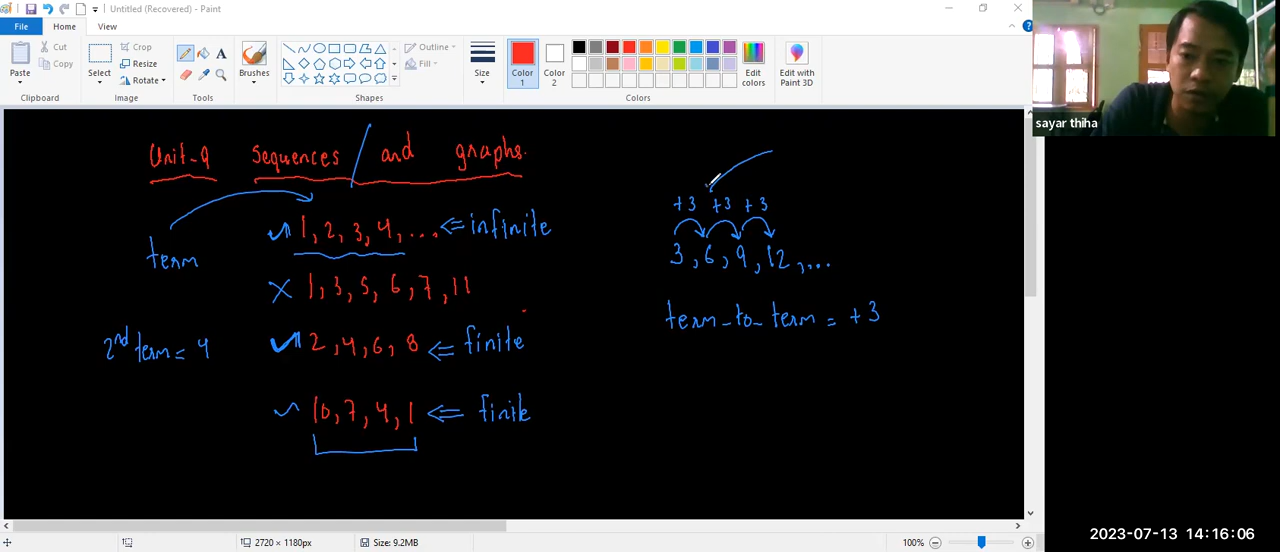 Untitled (Recovered) - Paint
File Home View
Paste
Cut
Copy
Clipboard
Select
Crop
Resize
Rotate
Image
Tools
Brushes
Shapes
Outline
Fill
Size
Color 1
Color 2
Edit colors
Colors
Edit with Paint 3D
sayar thiha
Unit-9 Sequences and graphs.
term
1, 2, 3, 4, ... ⇐ infinite
1, 3, 5, 6, 7, 11
2nd term = 4
2, 4, 6, 8 ⇐ finite
10, 7, 4, 1 ⇐ finite
+3 +3 +3
3, 6, 9, 12, ...
term-to-term = +3
2720 × 1180px
Size: 9.2MB
100%
2023-07-13 14:16:06